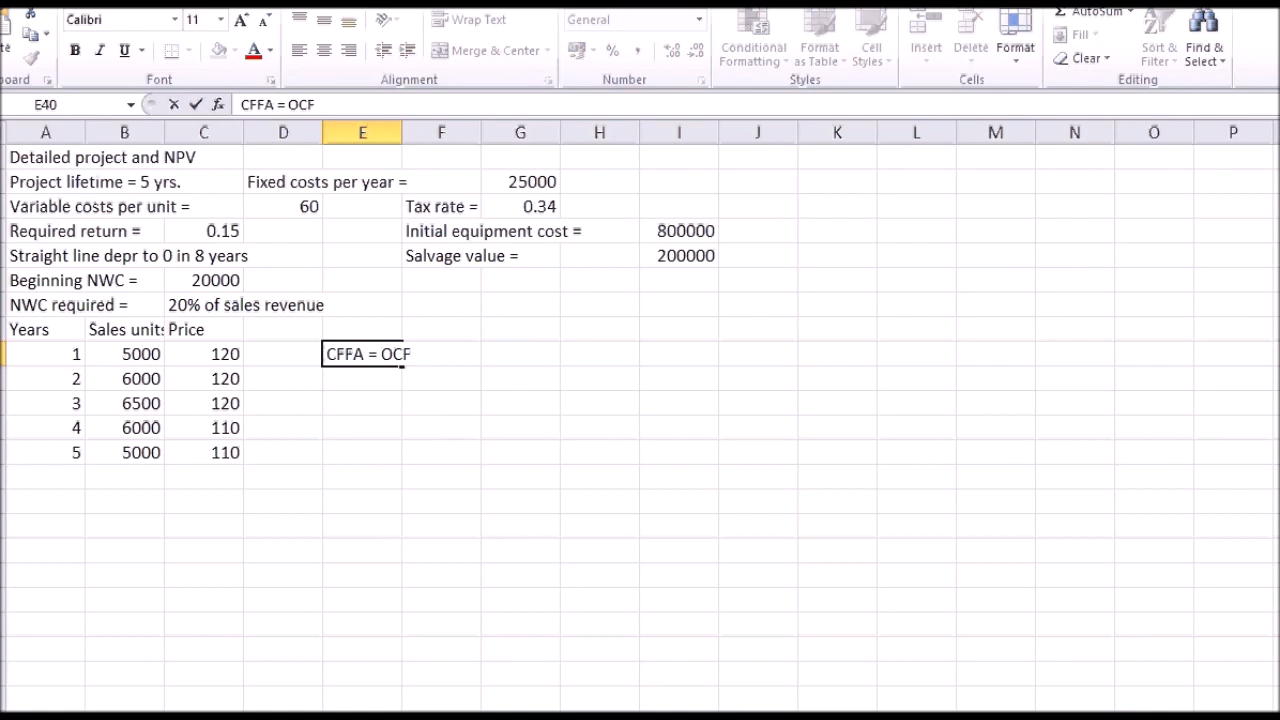 Calibri 11 A A Wrap Text General AutoSum
B I U A Merge & Center % Conditional Formatting Format as Table Cell Styles Insert Delete Format Fill Clear Sort & Filter Find & Select
Font Alignment Number Styles Cells Editing
E40 fx CFFA = OCF
A B C D E F G H I J K L M N O P
Detailed project and NPV
Project lifetime = 5 yrs. Fixed costs per year = 25000
Variable costs per unit = 60 Tax rate = 0.34
Required return = 0.15 Initial equipment cost = 800000
Straight line depr to 0 in 8 years Salvage value = 200000
Beginning NWC = 20000
NWC required = 20% of sales revenue
Years Sales units Price
1 5000 120 CFFA = OCF
2 6000 120
3 6500 120
4 6000 110
5 5000 110